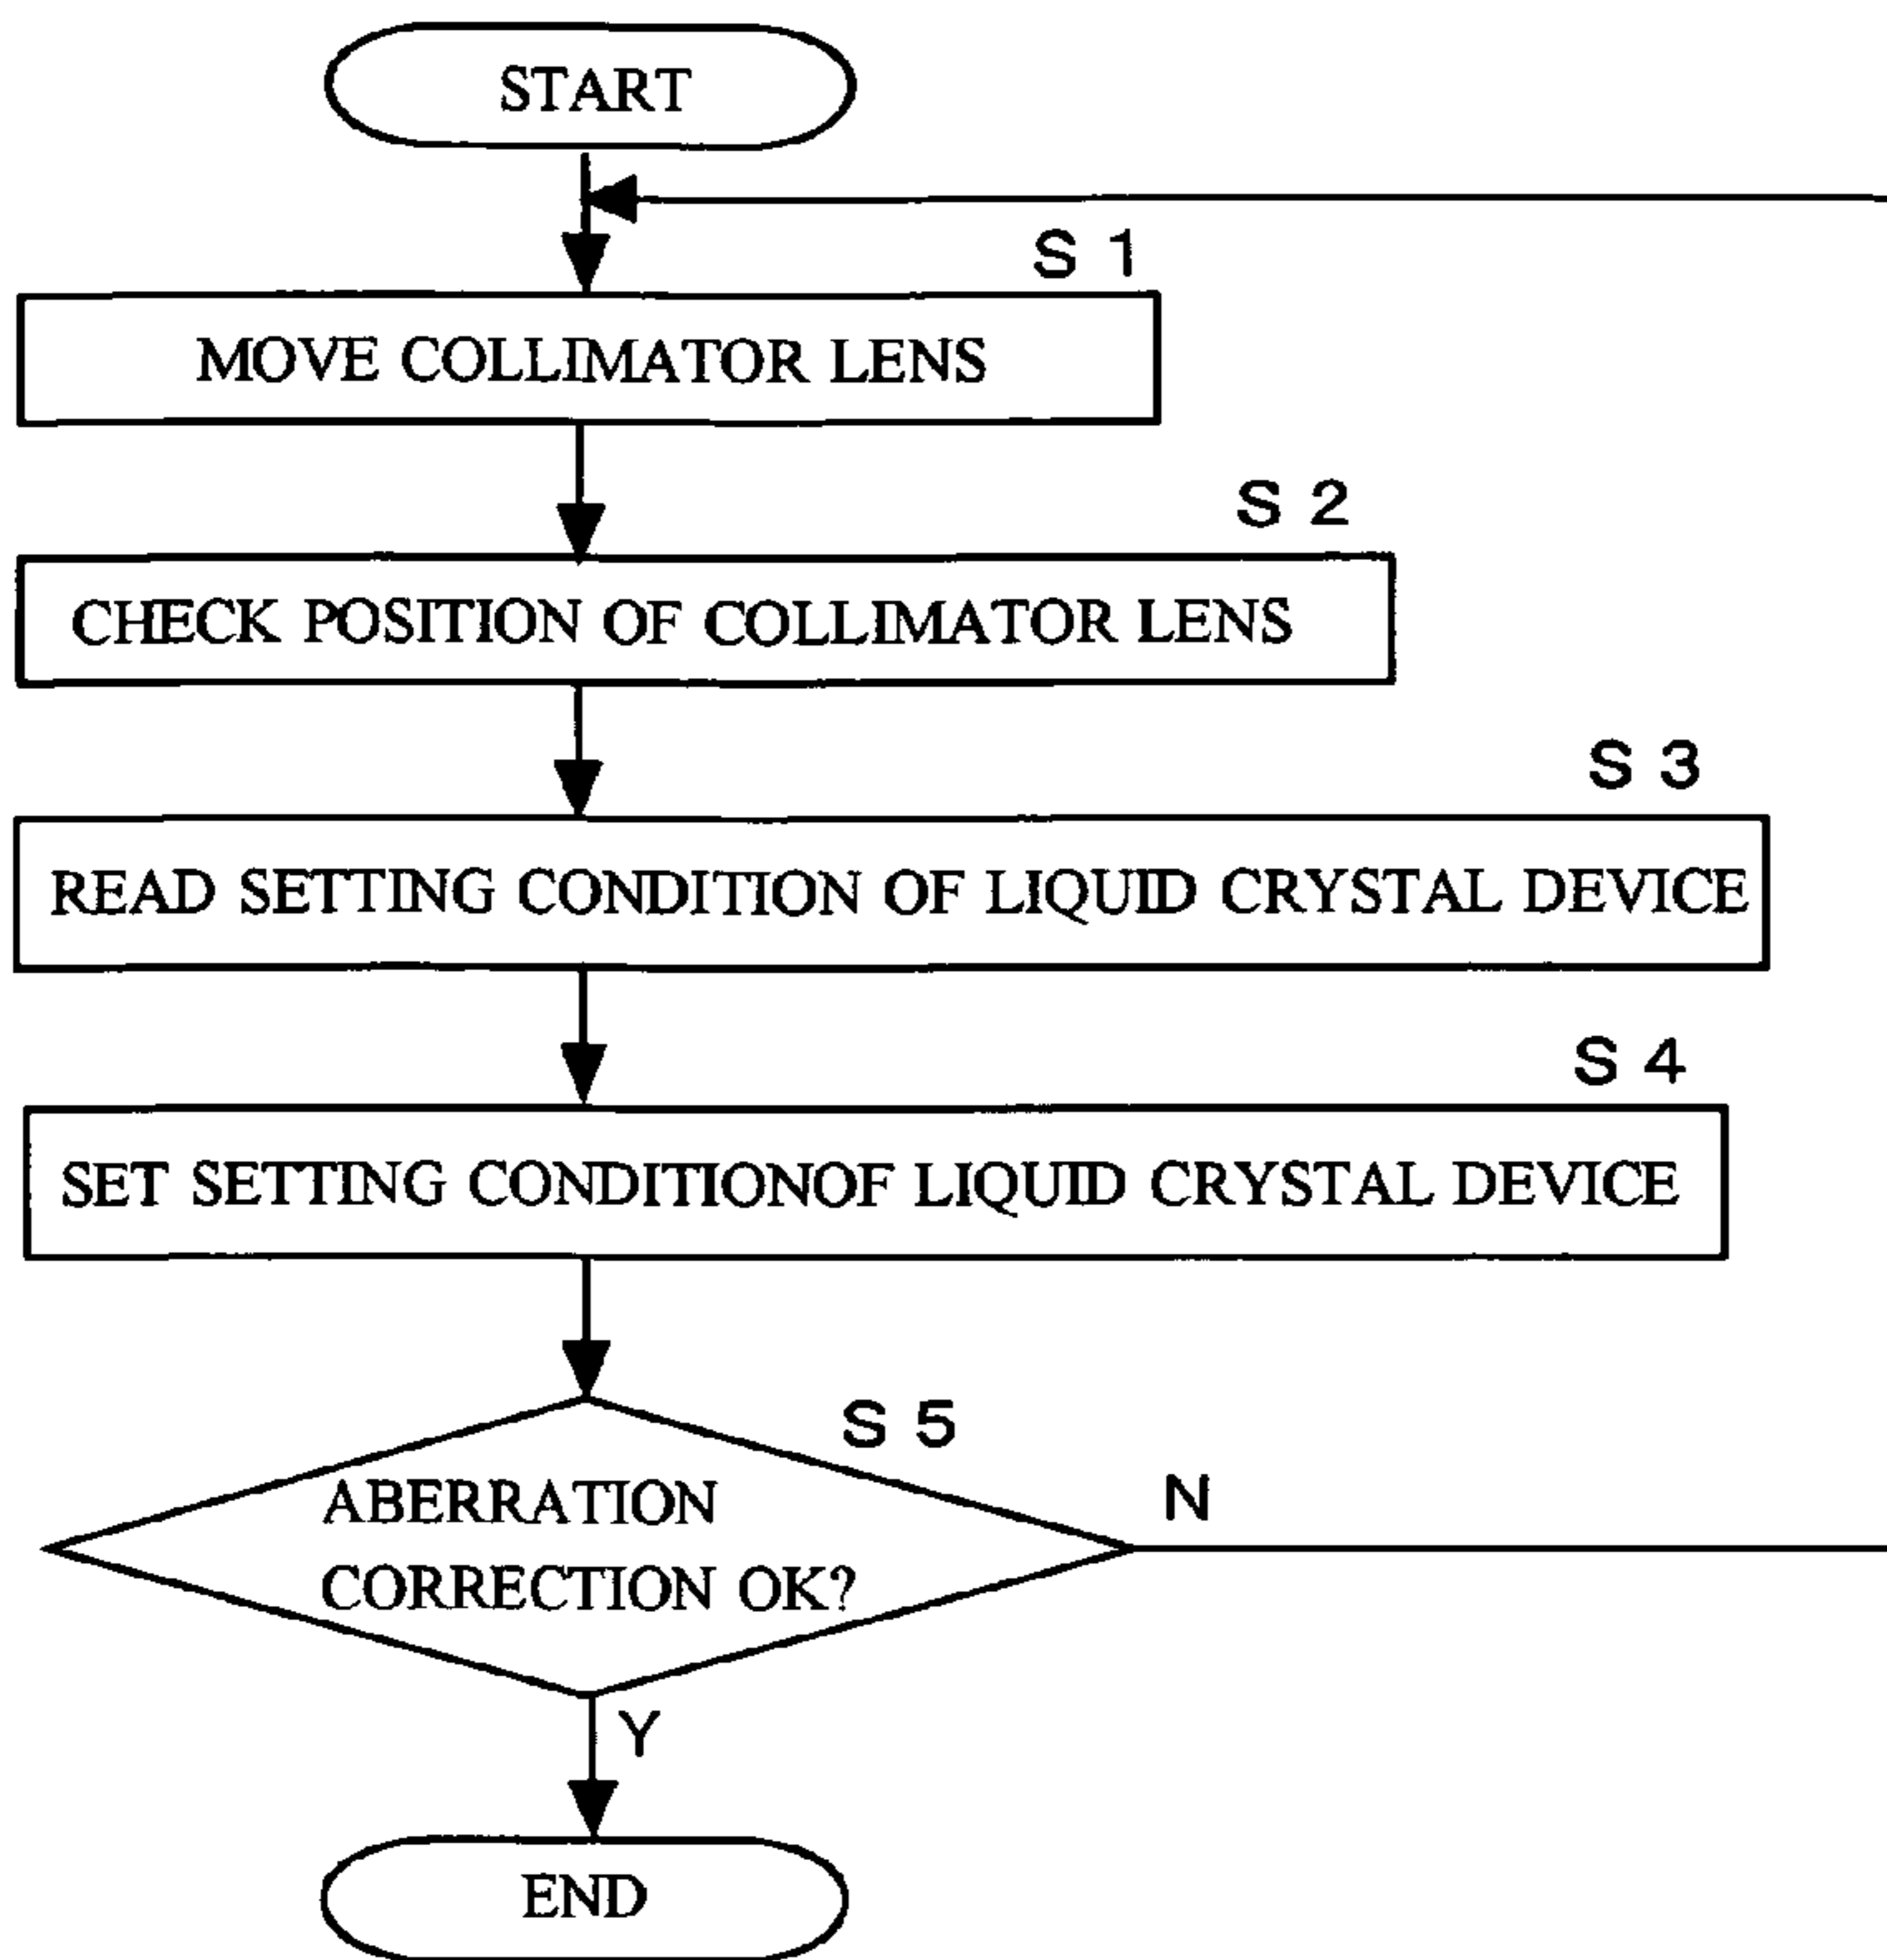 START
S 1
MOVE COLLIMATOR LENS
S 2
CHECK POSITION OF COLLIMATOR LENS
S 3
READ SETTING CONDITION OF LIQUID CRYSTAL DEVICE
S 4
SET SETTING CONDITIONOF LIQUID CRYSTAL DEVICE
S 5
ABERRATION
CORRECTION OK?
N
Y
END